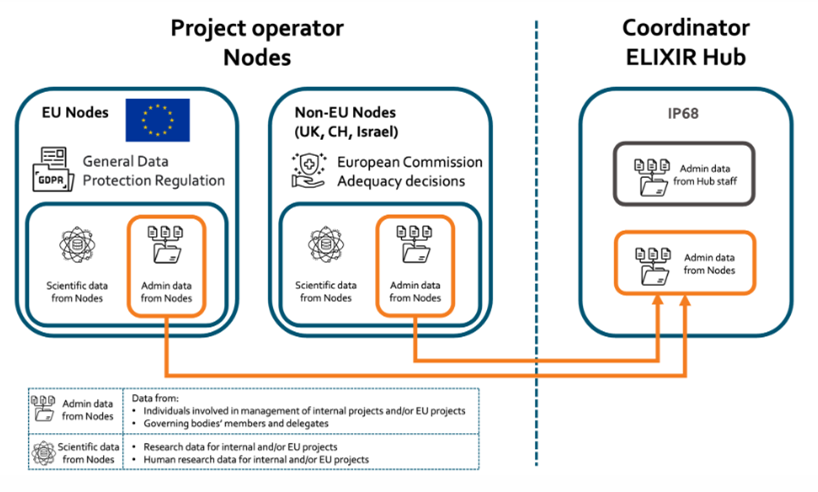 Project operator
Nodes
Coordinator
ELIXIR Hub
EU Nodes
General Data
Protection Regulation
GDPR
Scientific data
from Nodes
Admin data
from Nodes
Non-EU Nodes
(UK, CH, Israel)
European Commission
Adequacy decisions
Scientific data
from Nodes
Admin data
from Nodes
IP68
Admin data
from Hub staff
Admin data
from Nodes
Admin data
from Nodes
Data from:
• Individuals involved in management of internal projects and/or EU projects
• Governing bodies' members and delegates
Scientific data
from Nodes
• Research data for internal and/or EU projects
• Human research data for internal and/or EU projects